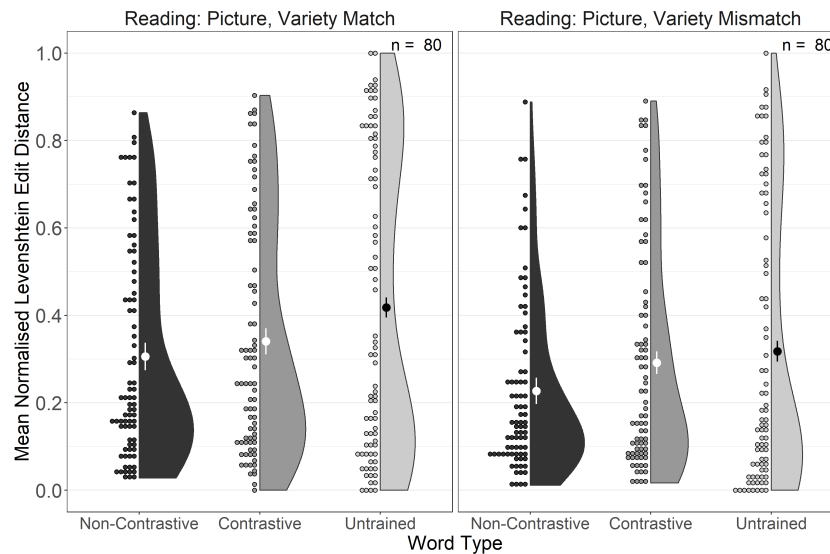 Reading: Picture, Variety Match
Reading: Picture, Variety Mismatch
n = 80
n = 80
Mean Normalised Levenshtein Edit Distance
1.0
0.8
0.6
0.4
0.2
0.0
Non-Contrastive
Contrastive
Untrained
Non-Contrastive
Contrastive
Untrained
Word Type